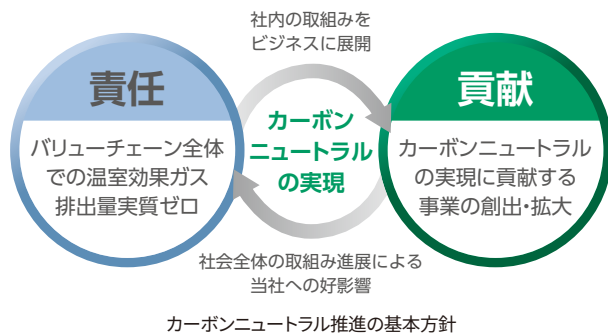 社内の取組みを
ビジネスに展開
責任
バリューチェーン全体
での温室効果ガス
排出量実質ゼロ
カーボン
ニュートラル
の実現
貢献
カーボンニュートラル
の実現に貢献する
事業の創出・拡大
社会全体の取組み進展による
当社への好影響
カーボンニュートラル推進の基本方針